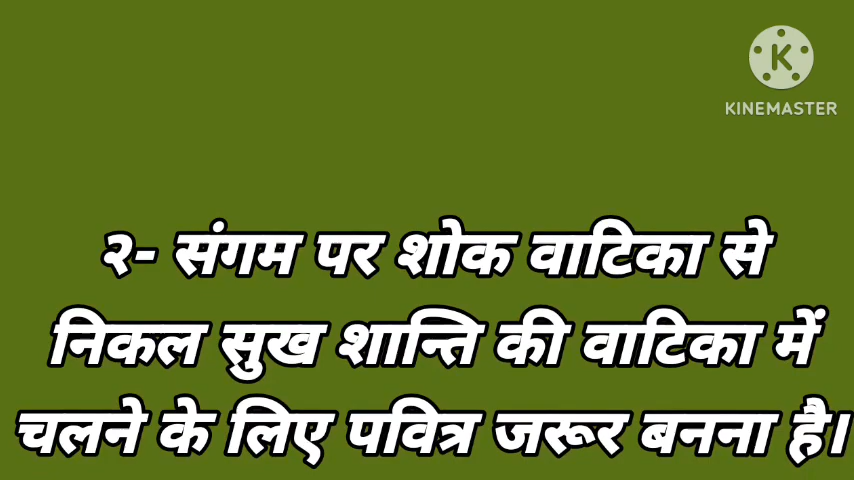 KINEMASTER
२- संगम पर शोक वाटिका से
निकल सुख शान्ति की वाटिका में
चलने के लिए पवित्र जरूर बनना है।